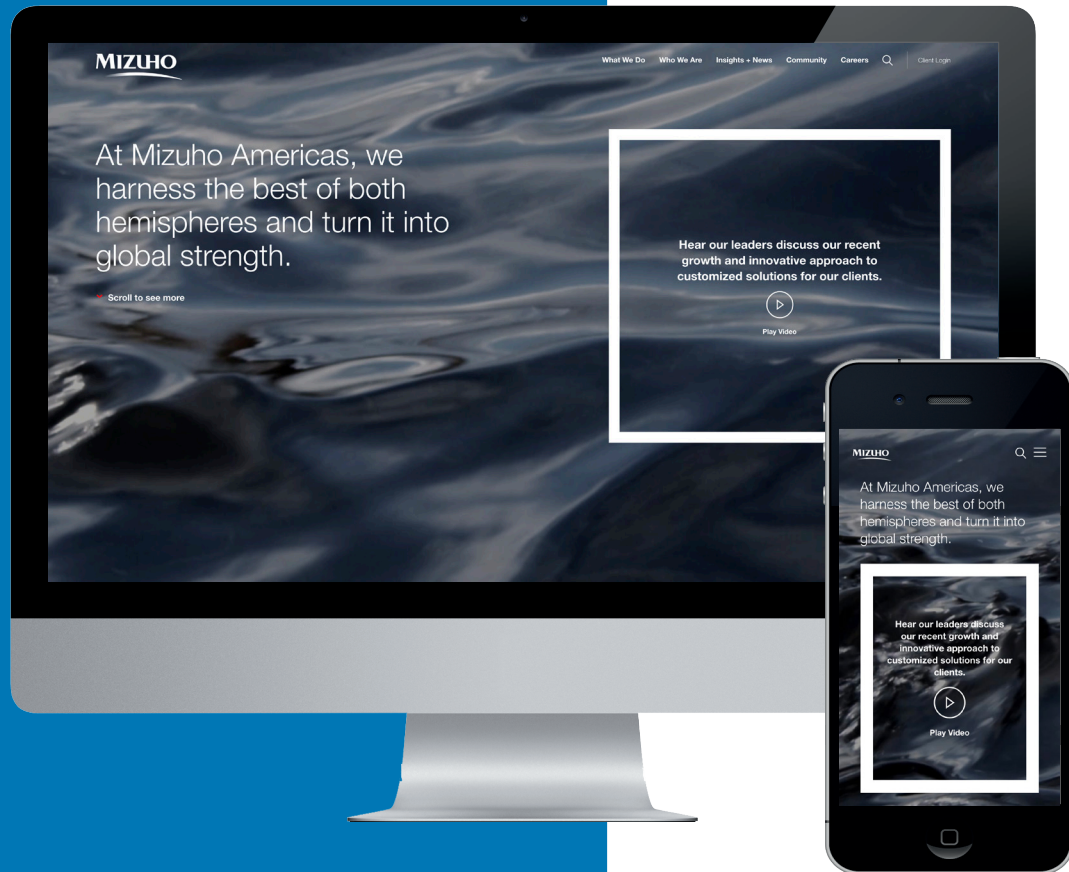 MIZUHO
What We Do Who We Are Insights + News Community Careers Client Login
At Mizuho Americas, we
harness the best of both
hemispheres and turn it into
global strength.
Scroll to see more
Hear our leaders discuss our recent
growth and innovative approach to
customized solutions for our clients.
Play Video
MIZUHO
At Mizuho Americas, we
harness the best of both
hemispheres and turn it into
global strength.
Hear our leaders discuss
our recent growth and
innovative approach to
customized solutions for our
clients.
Play Video